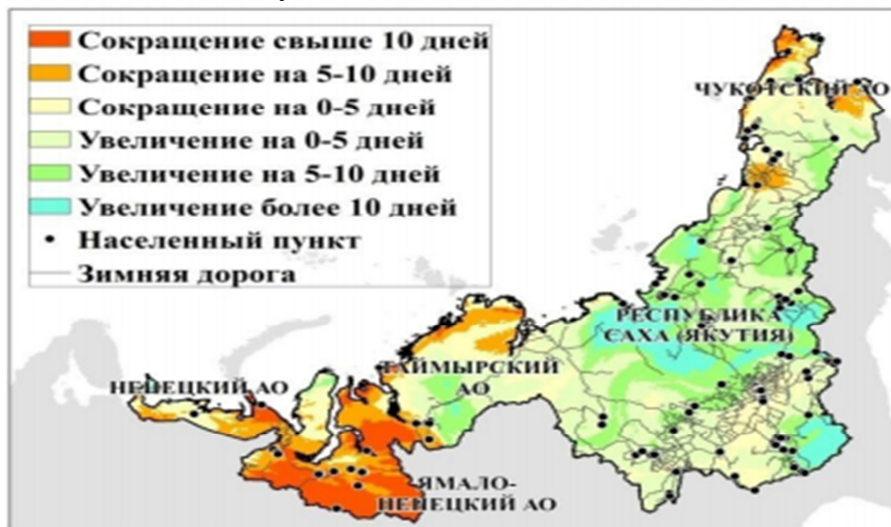 Сокращение свыше 10 дней
Сокращение на 5-10 дней
Сокращение на 0-5 дней
Увеличение на 0-5 дней
Увеличение на 5-10 дней
Увеличение более 10 дней
Населенный пункт
Зимняя дорога
ЧУКОТСКИЙ АО
РЕСПУБЛИКА
САХА (ЯКУТИЯ)
ТАЙМЫРСКИЙ
АО
НЕНЕЦКИЙ АО
ЯМАЛО-
НЕНЕЦКИЙ АО